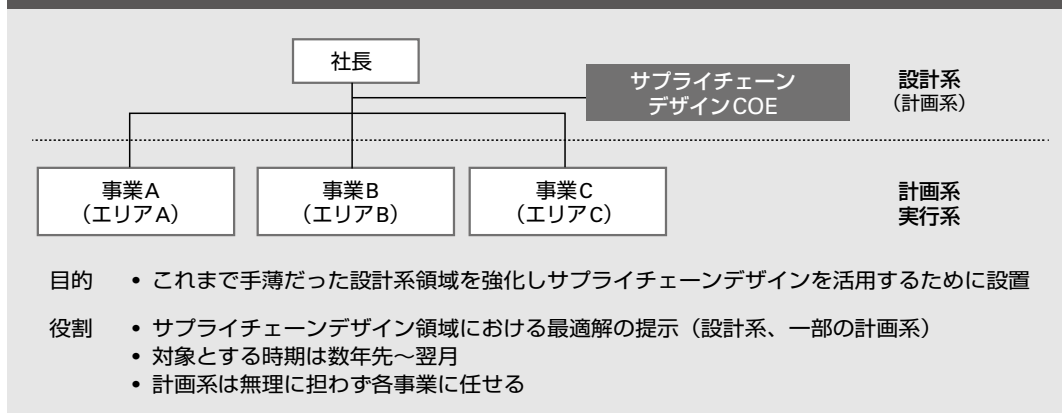 社長
サプライチェーン
デザインCOE
設計系
（計画系）
事業A
（エリアA）
事業B
（エリアB）
事業C
（エリアC）
計画系
実行系
目的 • これまで手薄だった設計系領域を強化しサプライチェーンデザインを活用するために設置
役割 • サプライチェーンデザイン領域における最適解の提示（設計系、一部の計画系）
• 対象とする時期は数年先～翌月
• 計画系は無理に担わず各事業に任せる